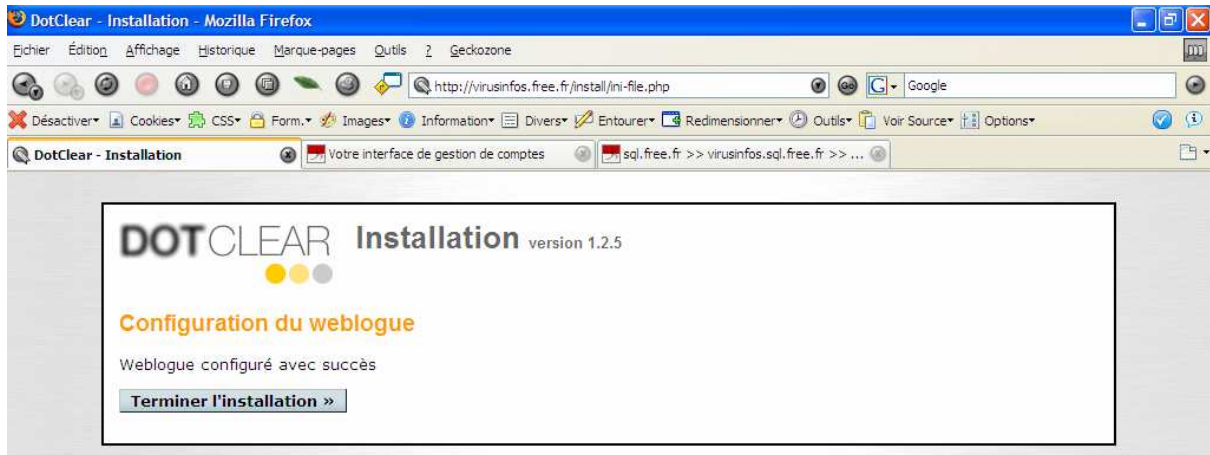 DotClear - Installation - Mozilla Firefox
Fichier Édition Affichage Historique Marque-pages Outils ? Geckozone
http://virusinfos.free.fr/install/ini-file.php Go G Google
Désactiver Cookies CSS Form. Images Information Divers Entourer Redimensionner Outils Voir Source Options
DotClear - Installation Votre interface de gestion de comptes sql.free.fr >> virusinfos.sql.free.fr >> ...
DOTCLEAR Installation version 1.2.5
Configuration du weblogue
Weblogue configuré avec succès
Terminer l'installation »